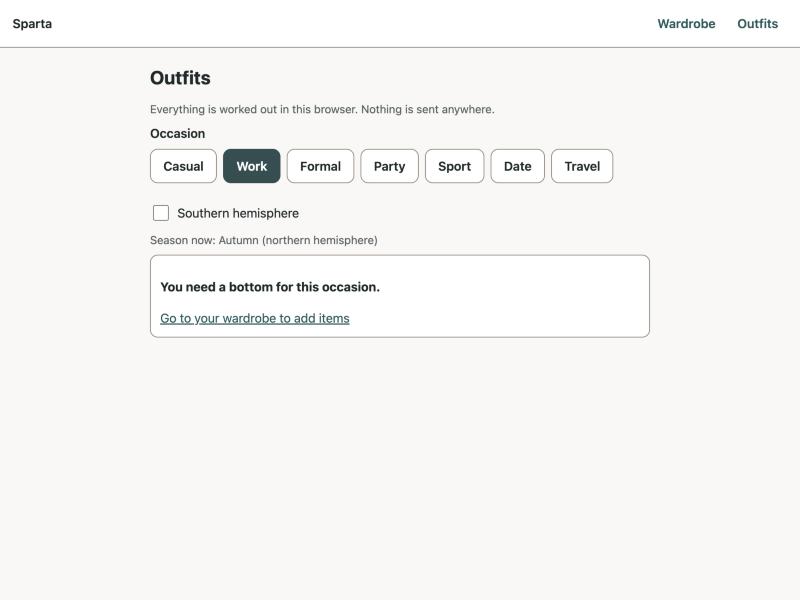 Sparta
Wardrobe Outfits
Outfits
Everything is worked out in this browser. Nothing is sent anywhere.
Occasion
Casual Work Formal Party Sport Date Travel
Southern hemisphere
Season now: Autumn (northern hemisphere)
You need a bottom for this occasion.
Go to your wardrobe to add items